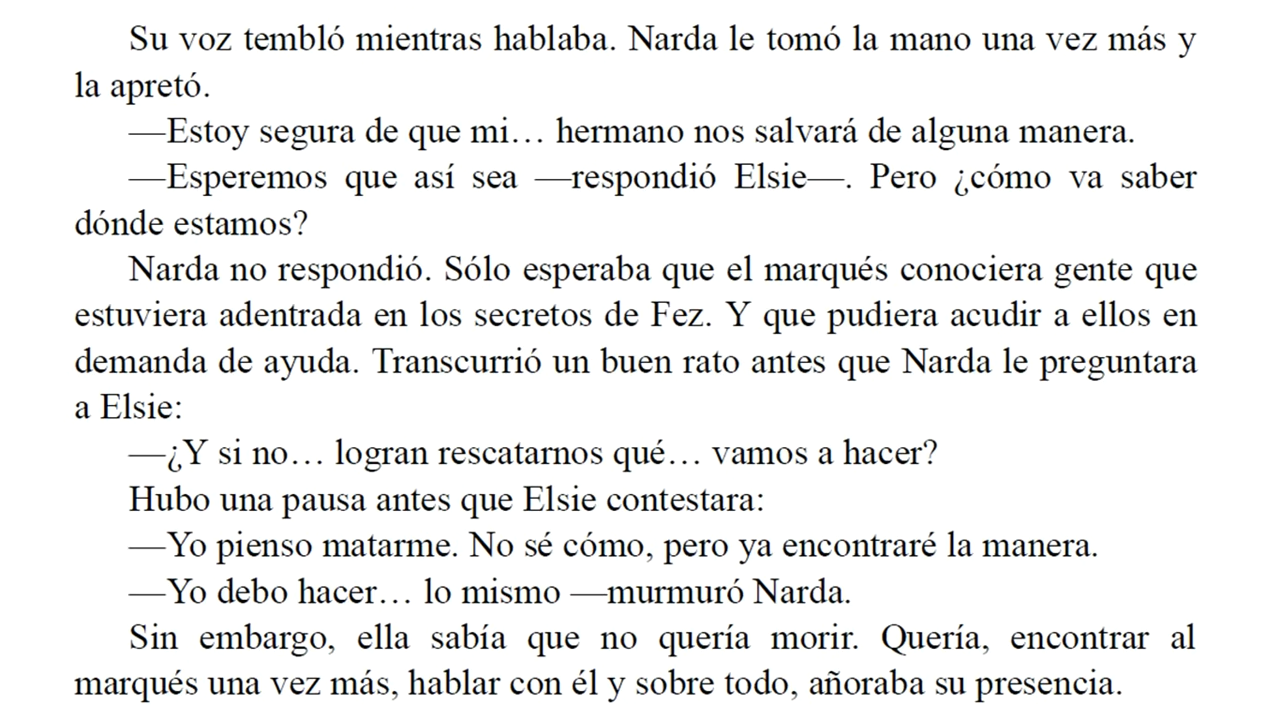 Su voz tembló mientras hablaba. Narda le tomó la mano una vez más y
la apretó.
—Estoy segura de que mi… hermano nos salvará de alguna manera.
—Esperemos que así sea —respondió Elsie—. Pero ¿cómo va saber
dónde estamos?
Narda no respondió. Sólo esperaba que el marqués conociera gente que
estuviera adentrada en los secretos de Fez. Y que pudiera acudir a ellos en
demanda de ayuda. Transcurrió un buen rato antes que Narda le preguntara
a Elsie:
—¿Y si no… logran rescatarnos qué… vamos a hacer?
Hubo una pausa antes que Elsie contestara:
—Yo pienso matarme. No sé cómo, pero ya encontraré la manera.
—Yo debo hacer… lo mismo —murmuró Narda.
Sin embargo, ella sabía que no quería morir. Quería, encontrar al
marqués una vez más, hablar con él y sobre todo, añoraba su presencia.